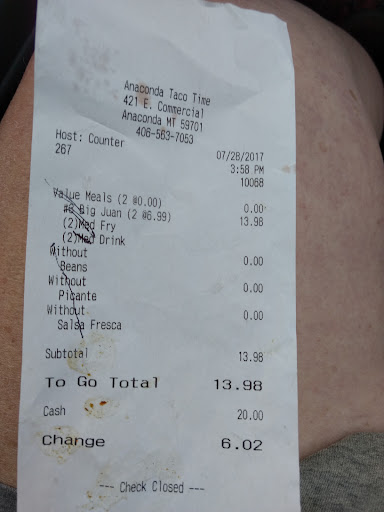 Anaconda Taco Time
421 E. Commercial
Anaconda MT 59701
406-563-7053
Host: Counter 07/28/2017
267 3:58 PM
10068
Value Meals (2 @0.00) 0.00
#6 Big Juan (2 @6.99) 13.98
(2)Med Fry
(2)Med Drink
Without 0.00
Beans
Without 0.00
Picante
Without 0.00
Salsa Fresca
Subtotal 13.98
To Go Total 13.98
Cash 20.00
Change 6.02
--- Check Closed ---